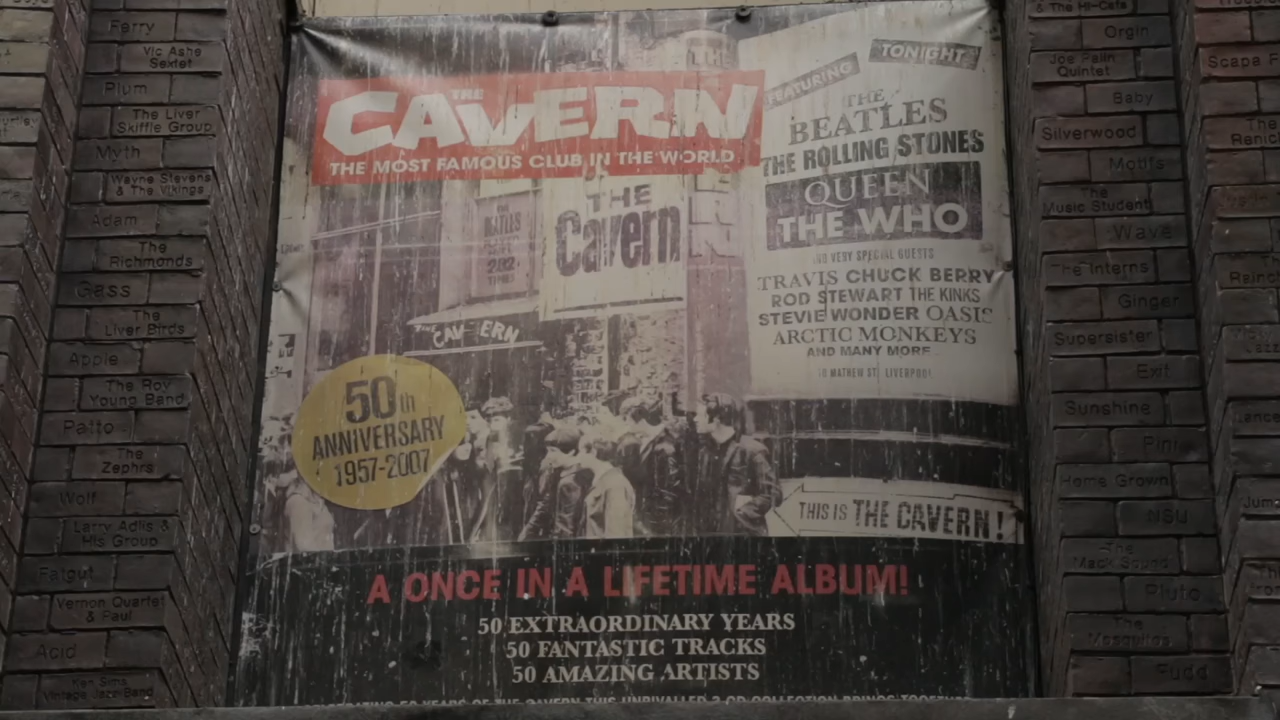 Ferry
Vic Ashe
Sextet
Plum
The Liver
Skiffle Group
Myth
Wayne Stevens
& The Vikings
Adam
The
Richmonds
Gass
The
Liver Birds
Apple
The Roy
Young Band
Patto
The
Zephrs
Wolf
Larry Adlis &
His Group
Fatgut
Vernon Quartet
& Paul
Acid
Ken Sims
Vintage Jazz Band
THE
CAVERN
THE MOST FAMOUS CLUB IN THE WORLD
THE
Cavern
THE CAVERN
50th
ANNIVERSARY
1957-2007
FEATURING
TONIGHT
THE
BEATLES
THE ROLLING STONES
QUEEN
THE WHO
AND VERY SPECIAL GUESTS
TRAVIS CHUCK BERRY
ROD STEWART THE KINKS
STEVIE WONDER OASIS
ARCTIC MONKEYS
AND MANY MORE
10 MATHEW ST. LIVERPOOL
THIS IS THE CAVERN!
A ONCE IN A LIFETIME ALBUM!
50 EXTRAORDINARY YEARS
50 FANTASTIC TRACKS
50 AMAZING ARTISTS
& The Hi-Cats
Orgin
Joe Palin
Quintet
Baby
Silverwood
Motifs
The
Music Student
Wave
The Interns
Ginger
Supersister
Exit
Sunshine
Pini
Home Grown
NSU
The
Mack Sound
Pluto
The
Mosquitos
Fudd
Scapa